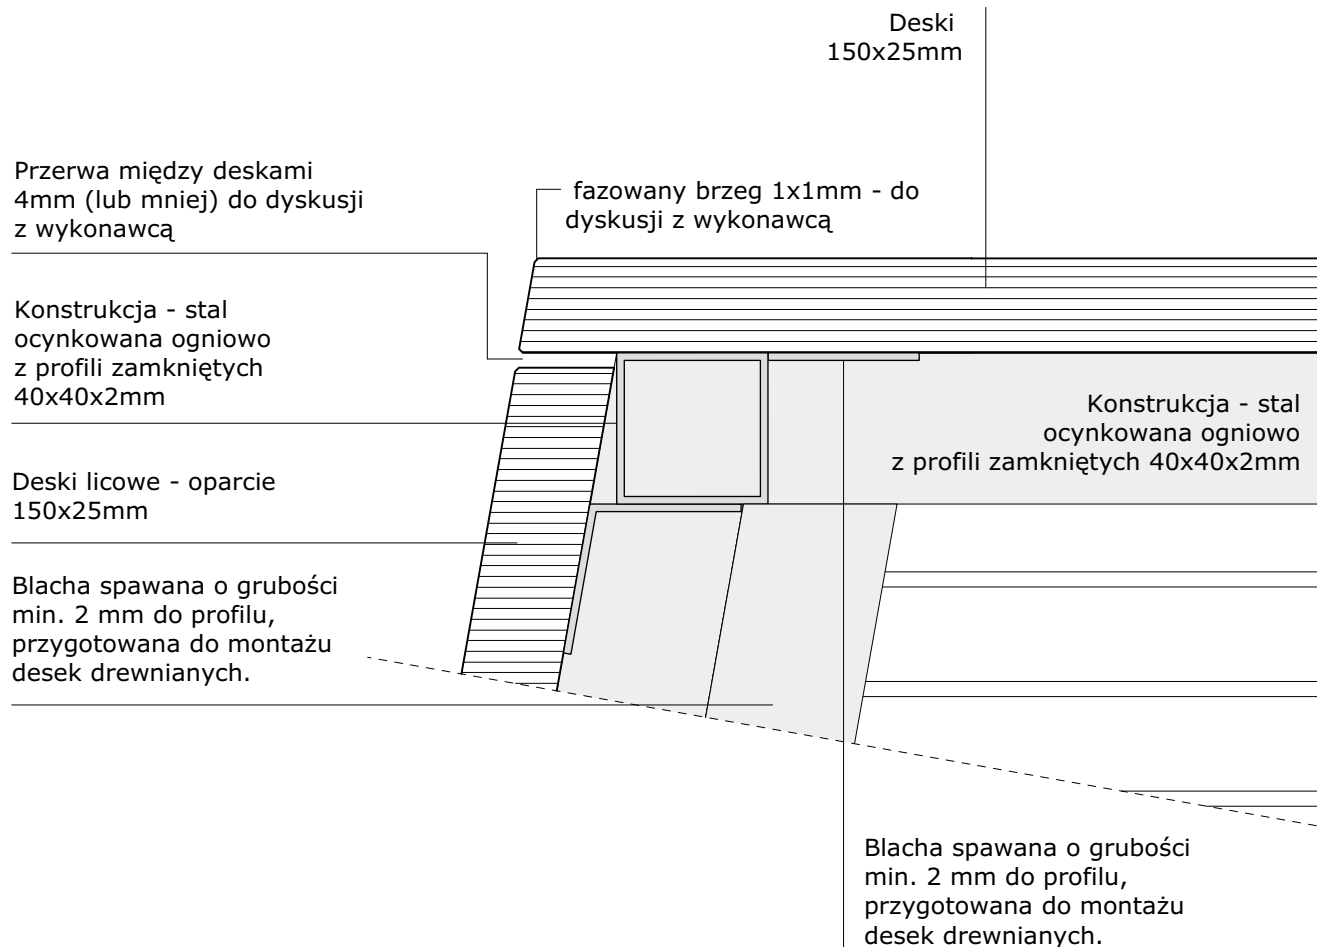 Deski
150x25mm
Przerwa między deskami
4mm (lub mniej) do dyskusji
z wykonawcą
fazowany brzeg 1x1mm - do
dyskusji z wykonawcą
Konstrukcja - stal
ocynkowana ogniowo
z profili zamkniętych
40x40x2mm
Konstrukcja - stal
ocynkowana ogniowo
z profili zamkniętych 40x40x2mm
Deski licowe - oparcie
150x25mm
Blacha spawana o grubości
min. 2 mm do profilu,
przygotowana do montażu
desek drewnianych.
Blacha spawana o grubości
min. 2 mm do profilu,
przygotowana do montażu
desek drewnianych.